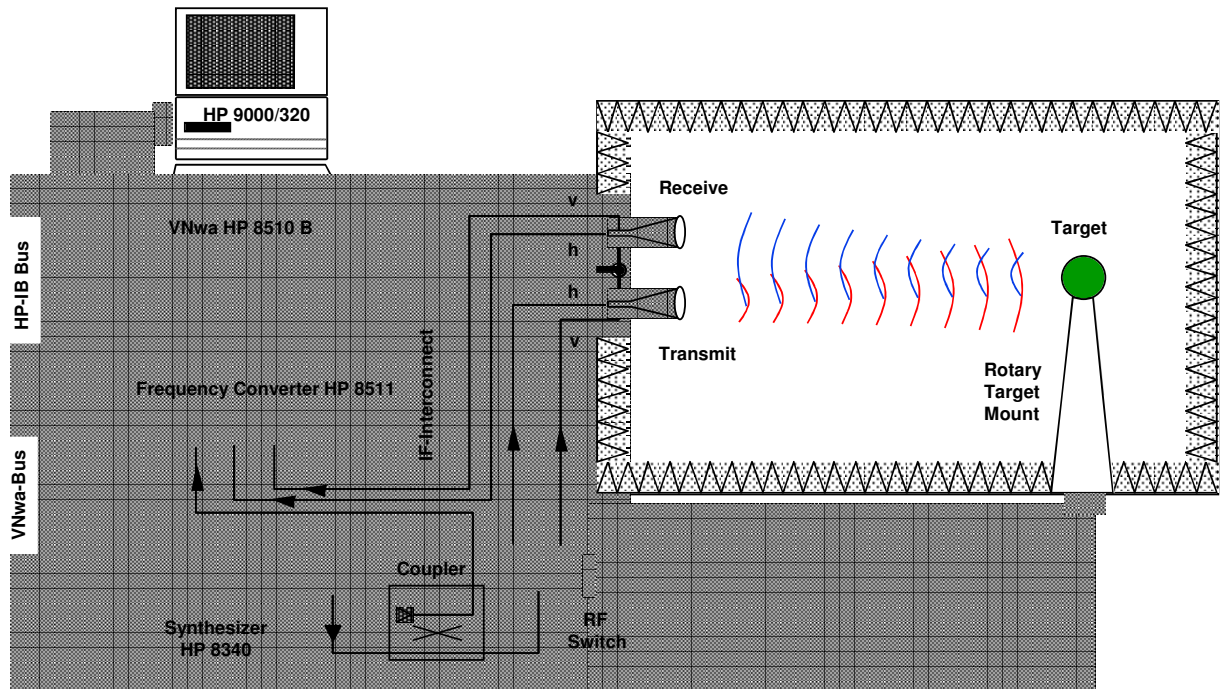 HP 9000/320
Receive
v
VNwa HP 8510 B
Target
h
HP-IB Bus
h
v
Transmit
IF-Interconnect
Rotary
Target
Mount
Frequency Converter HP 8511
VNwa-Bus
Coupler
RF
Switch
Synthesizer
HP 8340